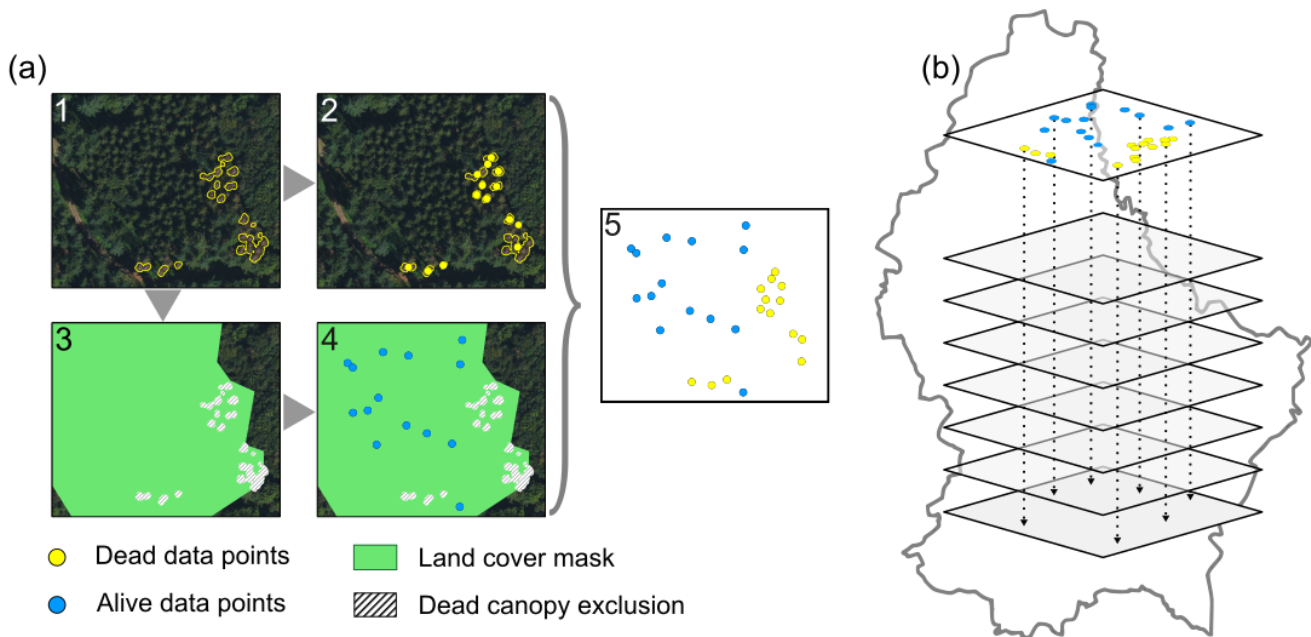 (a)
(b)
1
2
5
3
4
Dead data points
Land cover mask
Alive data points
Dead canopy exclusion